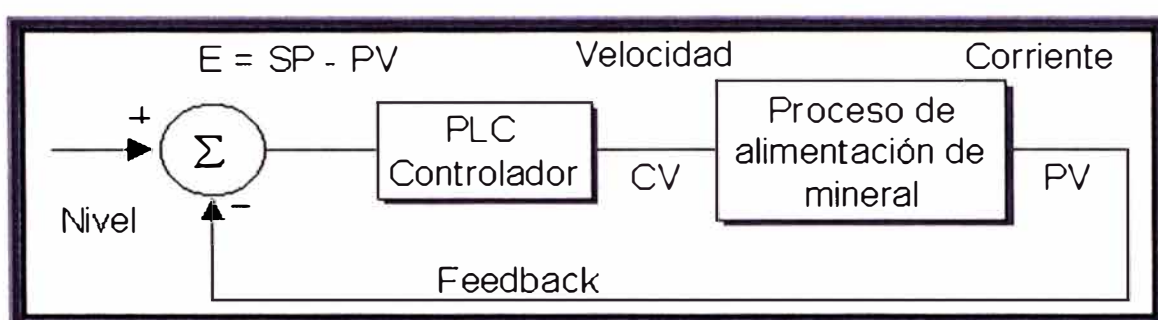 E = SP - PV
Velocidad
Corriente
+
Σ
-
Nivel
PLC
Controlador
CV
Proceso de
alimentación de
mineral
PV
Feedback